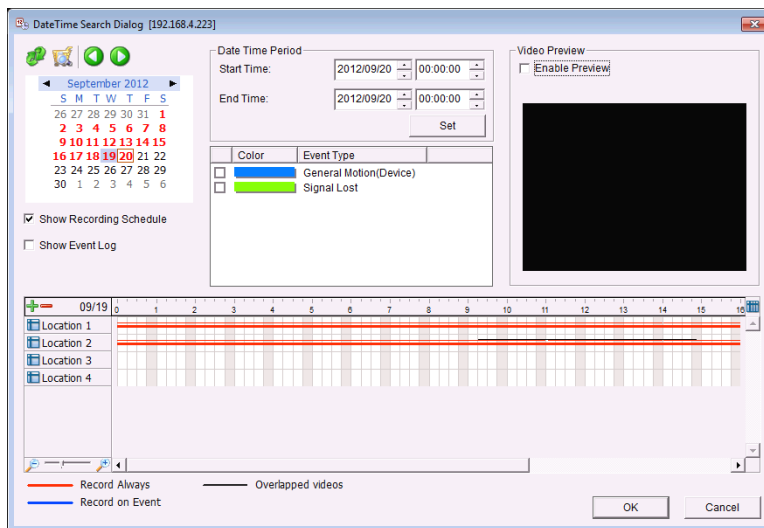 DateTime Search Dialog [192.168.4.223]
Date Time Period
Start Time: 2012/09/20 00:00:00
End Time: 2012/09/20 00:00:00
Set
Video Preview
Enable Preview
September 2012
S M T W T F S
26 27 28 29 30 31 1
2 3 4 5 6 7 8
9 10 11 12 13 14 15
16 17 18 19 20 21 22
23 24 25 26 27 28 29
30 1 2 3 4 5 6
Show Recording Schedule
Show Event Log
Color Event Type
General Motion(Device)
Signal Lost
09/19 0 1 2 3 4 5 6 7 8 9 10 11 12 13 14 15 16
Location 1
Location 2
Location 3
Location 4
Record Always Overlapped videos
Record on Event
OK Cancel